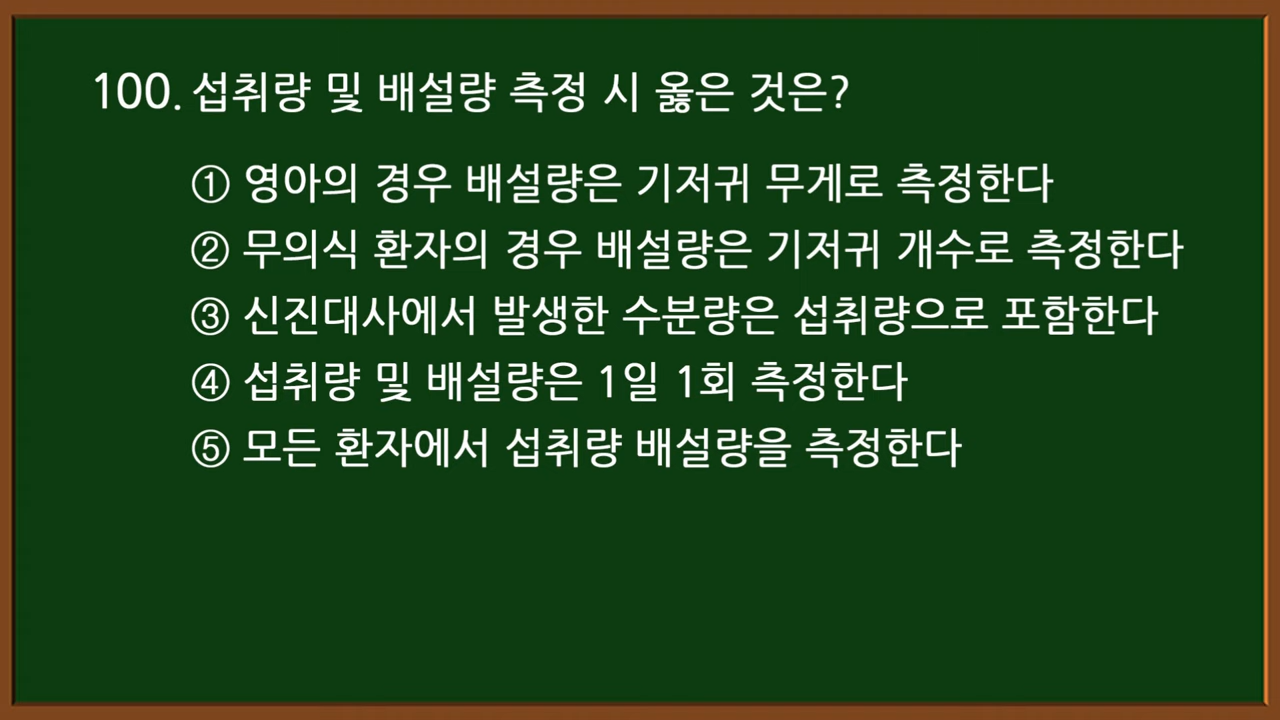 100. 섭취량 및 배설량 측정 시 옳은 것은?
① 영아의 경우 배설량은 기저귀 무게로 측정한다
② 무의식 환자의 경우 배설량은 기저귀 개수로 측정한다
③ 신진대사에서 발생한 수분량은 섭취량으로 포함한다
④ 섭취량 및 배설량은 1일 1회 측정한다
⑤ 모든 환자에서 섭취량 배설량을 측정한다